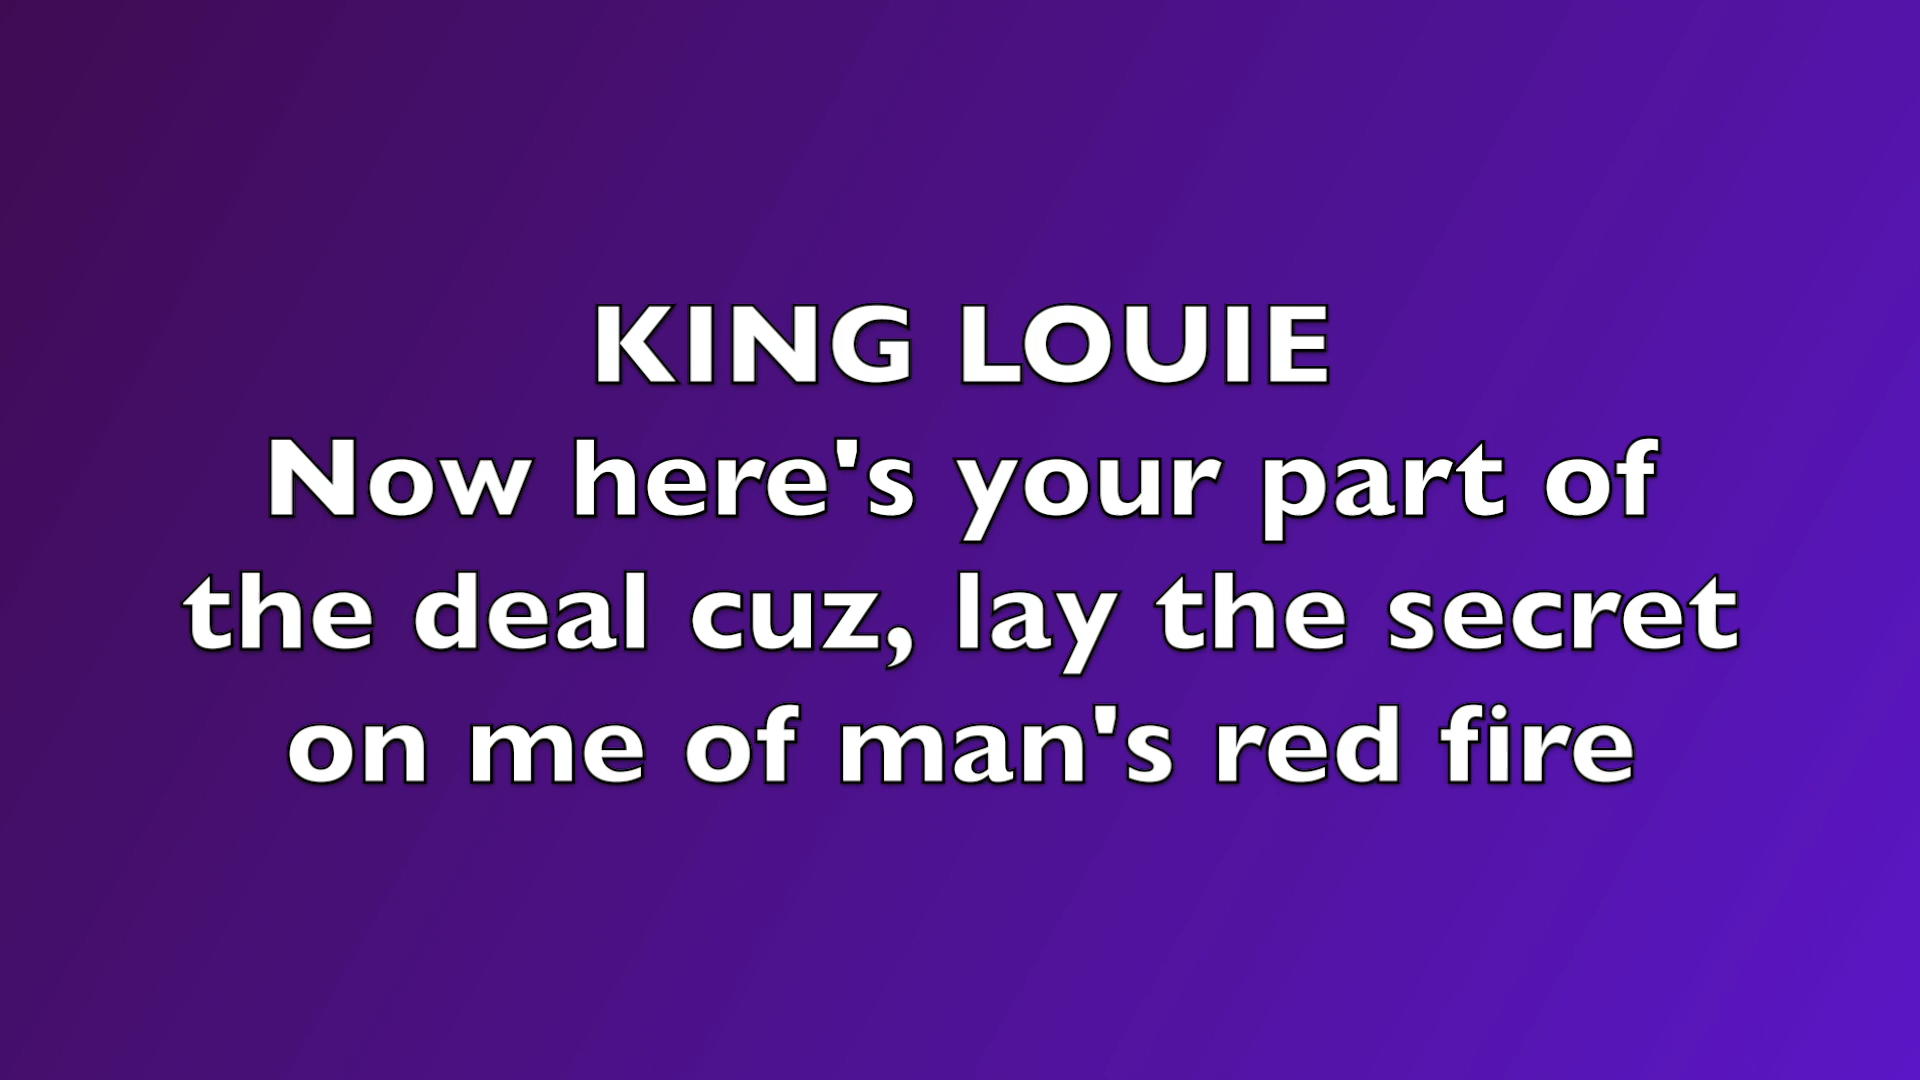 KING LOUIE
Now here's your part of
the deal cuz, lay the secret
on me of man's red fire